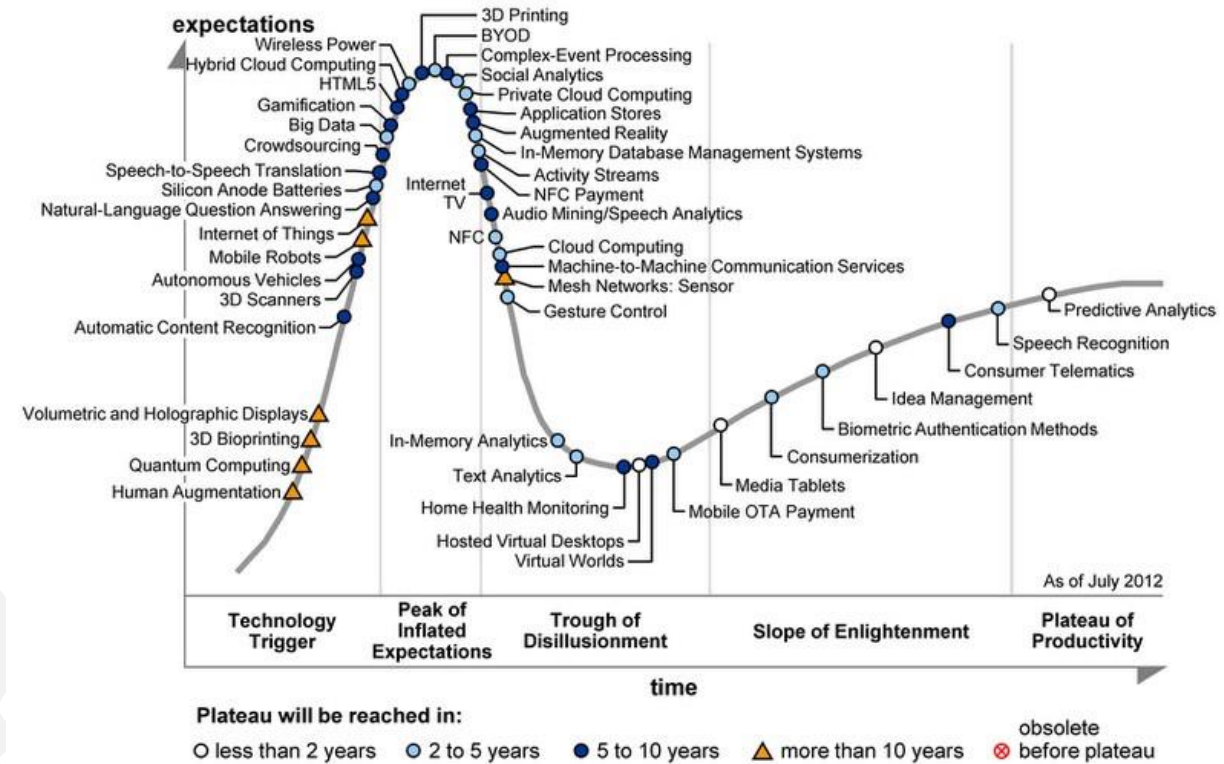 expectations
3D Printing
BYOD
Wireless Power
Complex-Event Processing
Hybrid Cloud Computing
Social Analytics
HTML5
Private Cloud Computing
Gamification
Application Stores
Big Data
Augmented Reality
Crowdsourcing
In-Memory Database Management Systems
Speech-to-Speech Translation
Activity Streams
Silicon Anode Batteries
Internet
TV
NFC Payment
Natural-Language Question Answering
Audio Mining/Speech Analytics
Internet of Things
NFC
Cloud Computing
Mobile Robots
Machine-to-Machine Communication Services
Autonomous Vehicles
Mesh Networks: Sensor
3D Scanners
Gesture Control
Automatic Content Recognition
Predictive Analytics
Speech Recognition
Consumer Telematics
Idea Management
Volumetric and Holographic Displays
Biometric Authentication Methods
3D Bioprinting
In-Memory Analytics
Consumerization
Quantum Computing
Text Analytics
Media Tablets
Human Augmentation
Home Health Monitoring
Mobile OTA Payment
Hosted Virtual Desktops
Virtual Worlds
As of July 2012
Technology
Trigger
Peak of
Inflated
Expectations
Trough of
Disillusionment
Slope of Enlightenment
Plateau of
Productivity
time
Plateau will be reached in:
less than 2 years
2 to 5 years
5 to 10 years
more than 10 years
obsolete
before plateau